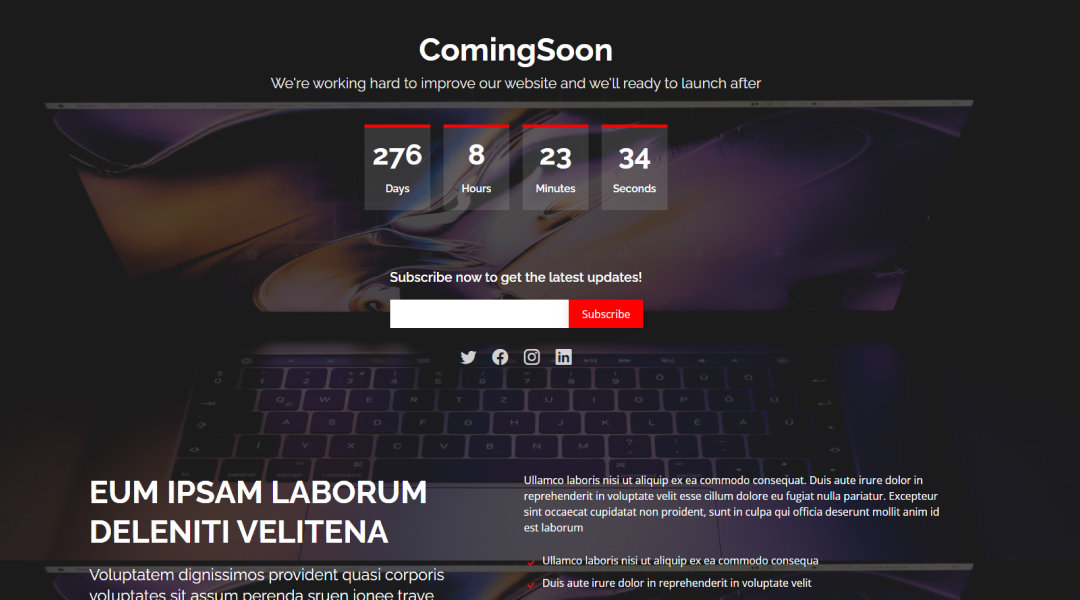 ComingSoon
We're working hard to improve our website and we'll ready to launch after
276 8 23 34
Days Hours Minutes Seconds
Subscribe now to get the latest updates!
Subscribe
EUM IPSAM LABORUM
DELENITI VELITENA
Voluptatem dignissimos provident quasi corporis
voluptates sit assum perenda sruen jonee trave
Ullamco laboris nisi ut aliquip ex ea commodo consequat. Duis aute irure dolor in
reprehenderit in voluptate velit esse cillum dolore eu fugiat nulla pariatur. Excepteur
sint occaecat cupidatat non proident, sunt in culpa qui officia deserunt mollit anim id
est laborum
Ullamco laboris nisi ut aliquip ex ea commodo consequa
Duis aute irure dolor in reprehenderit in voluptate velit